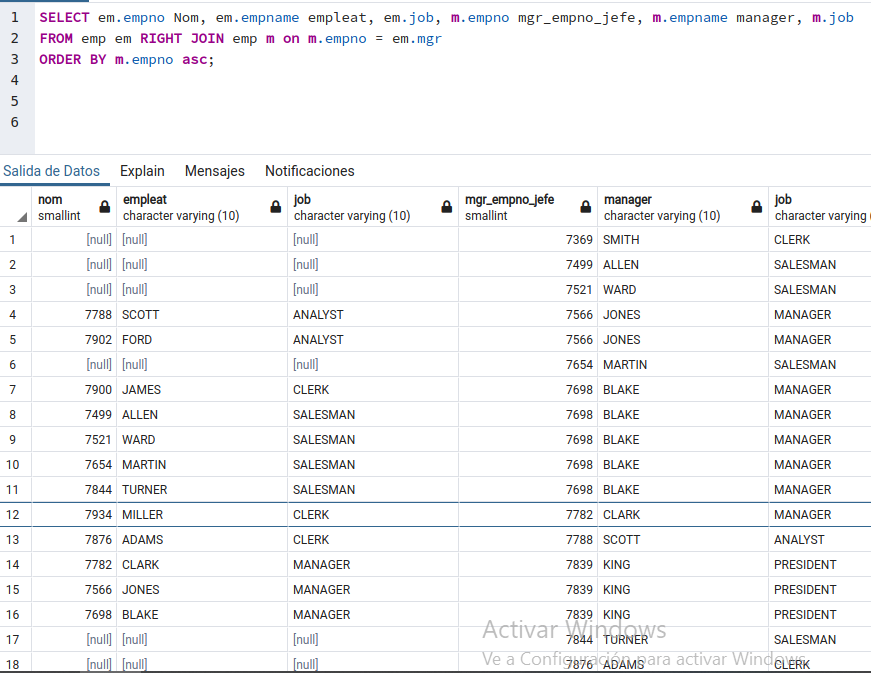 1 SELECT em.empno Nom, em.empname empleat, em.job, m.empno mgr_empno_jefe, m.empname manager, m.job
2 FROM emp em RIGHT JOIN emp m on m.empno = em.mgr
3 ORDER BY m.empno asc;
4
5
6
Salida de Datos Explain Mensajes Notificaciones
nom empleat job mgr_empno_jefe manager job
smallint character varying (10) character varying (10) smallint character varying (10) character varying (
1 [null] [null] [null] 7369 SMITH CLERK
2 [null] [null] [null] 7499 ALLEN SALESMAN
3 [null] [null] [null] 7521 WARD SALESMAN
4 7788 SCOTT ANALYST 7566 JONES MANAGER
5 7902 FORD ANALYST 7566 JONES MANAGER
6 [null] [null] [null] 7654 MARTIN SALESMAN
7 7900 JAMES CLERK 7698 BLAKE MANAGER
8 7499 ALLEN SALESMAN 7698 BLAKE MANAGER
9 7521 WARD SALESMAN 7698 BLAKE MANAGER
10 7654 MARTIN SALESMAN 7698 BLAKE MANAGER
11 7844 TURNER SALESMAN 7698 BLAKE MANAGER
12 7934 MILLER CLERK 7782 CLARK MANAGER
13 7876 ADAMS CLERK 7788 SCOTT ANALYST
14 7782 CLARK MANAGER 7839 KING PRESIDENT
15 7566 JONES MANAGER 7839 KING PRESIDENT
16 7698 BLAKE MANAGER 7839 KING PRESIDENT
Activar Windows
17 [null] [null] [null] 7844 TURNER SALESMAN
Ve a Configuración para activar Windows.
18 [null] [null] [null] 7876 ADAMS CLERK